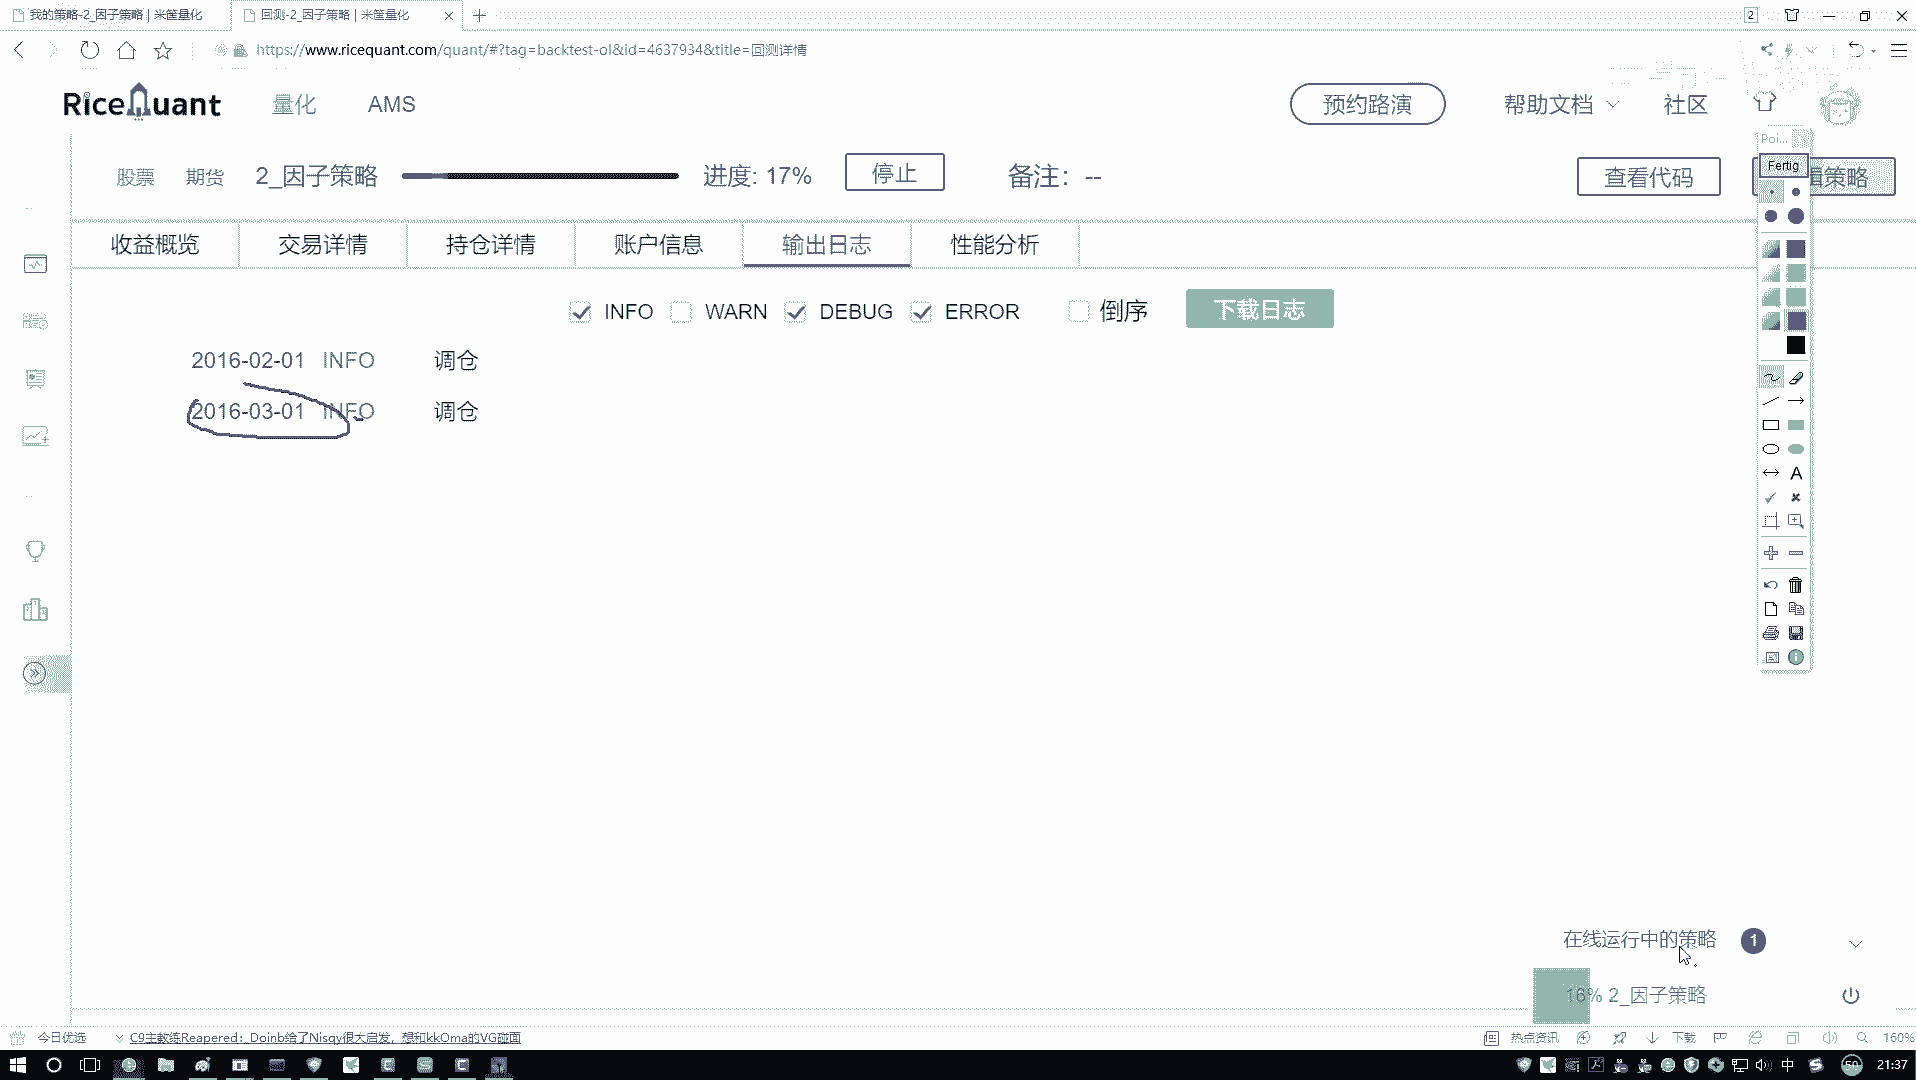 我的策略-2_因子策略 | 米筐量化
回测-2_因子策略 | 米筐量化
2
https://www.ricequant.com/quant/#?tag=backtest-ol&id=4637934&title=回测详情
RiceQuant
量化
AMS
预约路演
帮助文档
社区
Poi...
Fertig
股票
期货
2_因子策略
进度: 17%
停止
备注：--
查看代码
辑策略
收益概览
交易详情
持仓详情
账户信息
输出日志
性能分析
INFO
WARN
DEBUG
ERROR
倒序
下载日志
2016-02-01 INFO 调仓
2016-03-01 INFO 调仓
A
在线运行中的策略 1
16% 2_因子策略
今日优选
C9主教练Reapered：Doinb给了Nisqy很大启发，想和kkOma的VG碰面
热点资讯
下载
160%
中
50
21:37